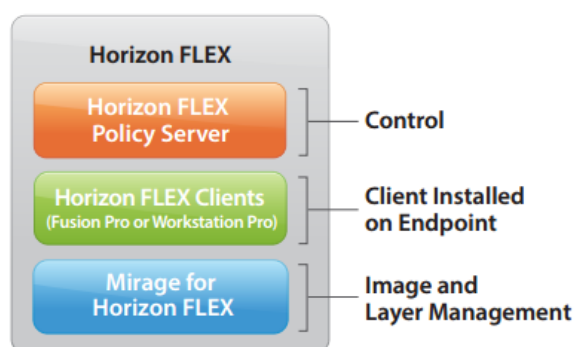 Horizon FLEX
Horizon FLEX
Policy Server
Control
Horizon FLEX Clients
(Fusion Pro or Workstation Pro)
Client Installed
on Endpoint
Mirage for
Horizon FLEX
Image and
Layer Management